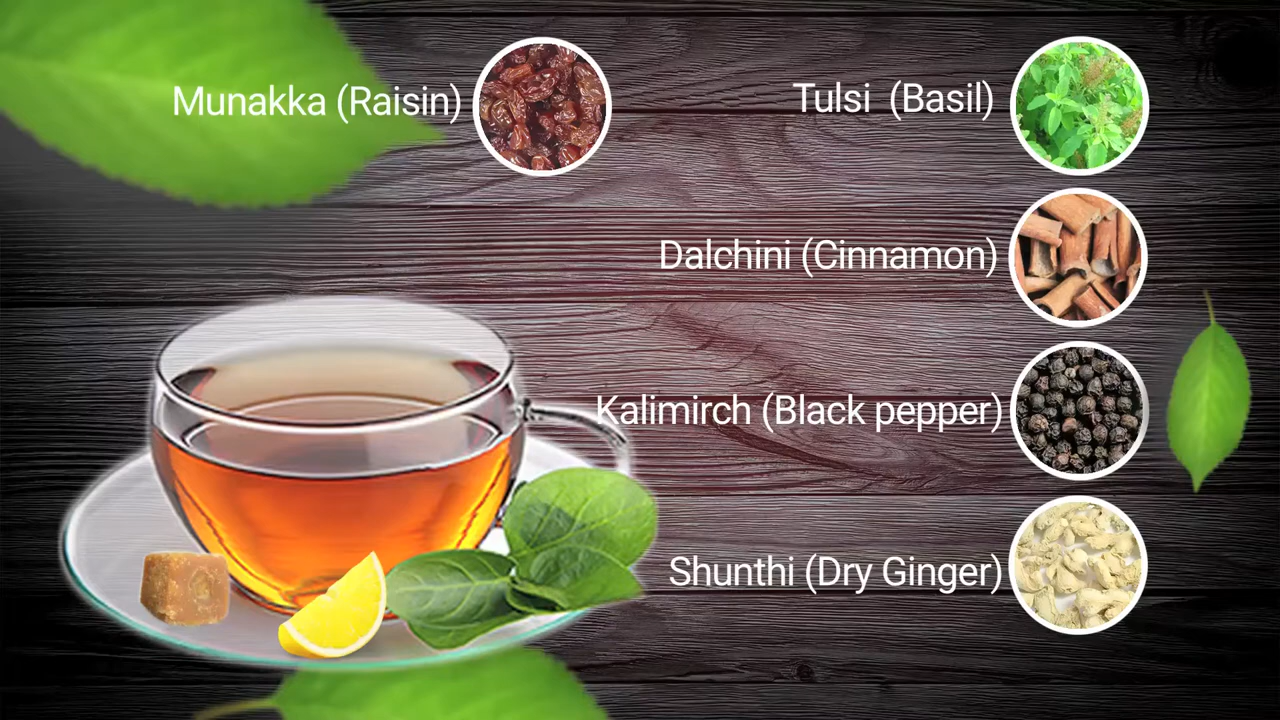 Munakka (Raisin)
Tulsi (Basil)
Dalchini (Cinnamon)
Kalimirch (Black pepper)
Shunthi (Dry Ginger)